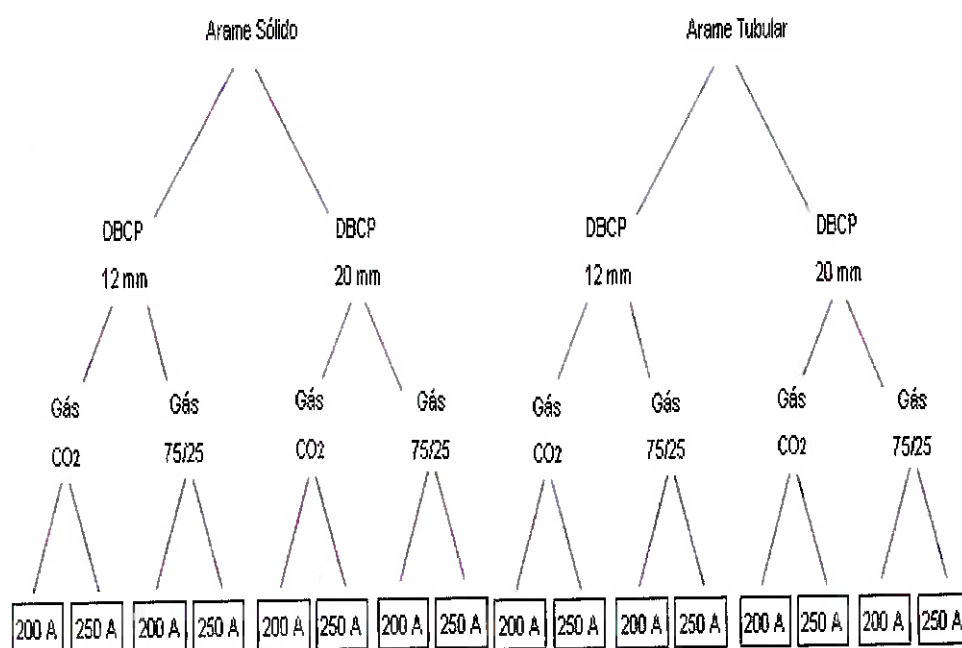 Arame Sólido Arame Tubular
DBCP DBCP DBCP DBCP
12 mm 20 mm 12 mm 20 mm
Gás Gás Gás Gás Gás Gás Gás Gás
CO2 75/25 CO2 75/25 CO2 75/25 CO2 75/25
200 A 250 A 200 A 250 A 200 A 250 A 200 A 250 A 200 A 250 A 200 A 250 A 200 A 250 A 200 A 250 A